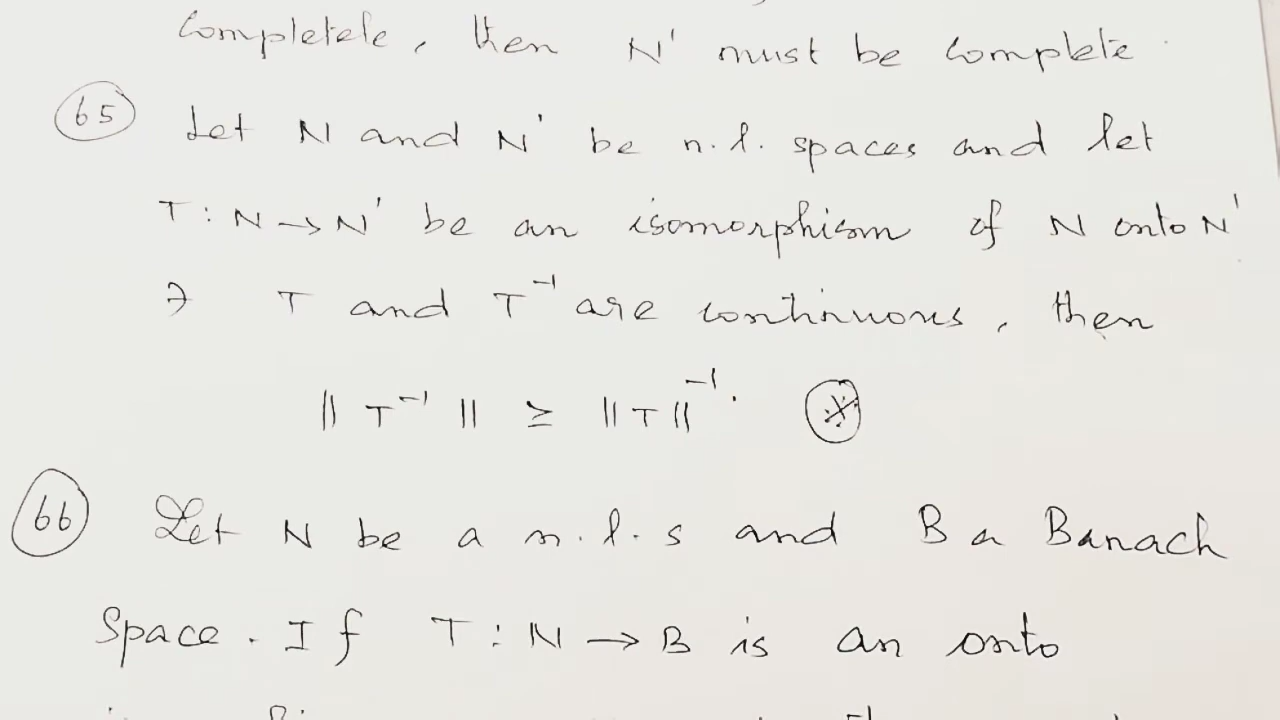 Completele, then N' must be complete.
65 Let N and N' be n.l. spaces and let
T : N → N' be an isomorphism of N onto N'
∋ T and T⁻¹ are continuous, then
|| T⁻¹ || ≥ || T ||⁻¹.
66 Let N be a n.l.s and B a Banach
Space. If T : N → B is an onto